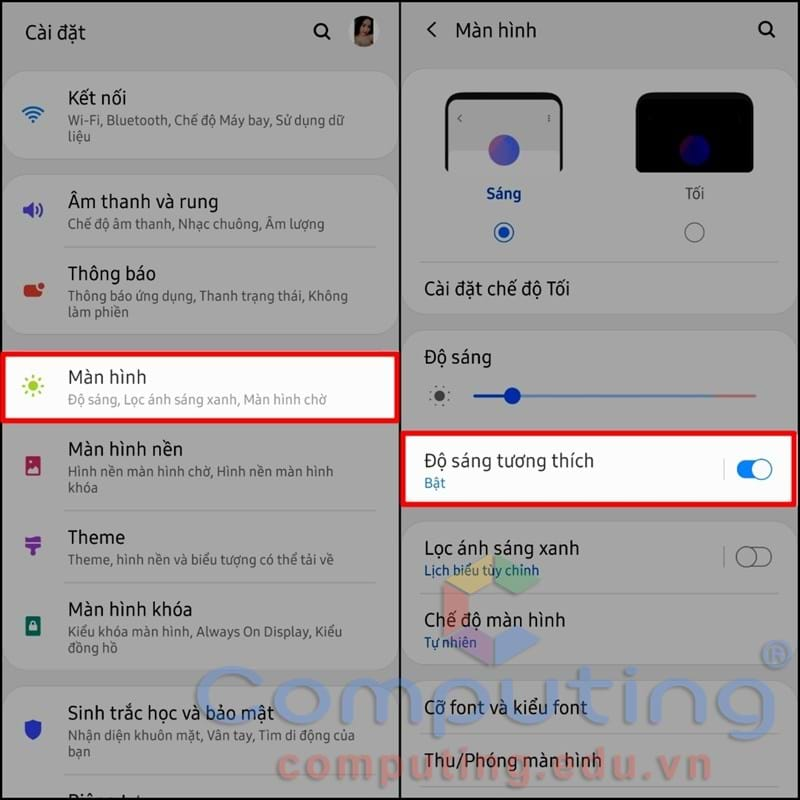 Cài đặt
Kết nối
Wi-Fi, Bluetooth, Chế độ Máy bay, Sử dụng dữ
liệu
Âm thanh và rung
Chế độ âm thanh, Nhạc chuông, Âm lượng
Thông báo
Thông báo ứng dụng, Thanh trạng thái, Không
làm phiền
Màn hình
Độ sáng, Lọc ánh sáng xanh, Màn hình chờ
Màn hình nền
Hình nền màn hình chờ, Hình nền màn hình
khóa
Theme
Theme, hình nền và biểu tượng có thể tải về
Màn hình khóa
Kiểu khóa màn hình, Always On Display, Kiểu
đồng hồ
Sinh trắc học và bảo mật
Nhận diện khuôn mặt, Vân tay, Tìm di động của
bạn
Màn hình
Sáng
Tối
Cài đặt chế độ Tối
Độ sáng
Độ sáng tương thích
Bật
Lọc ánh sáng xanh
Lịch biểu tùy chỉnh
Chế độ màn hình
Tự nhiên
Cỡ font và kiểu font
Thu/Phóng màn hình
Computing®
computing.edu.vn